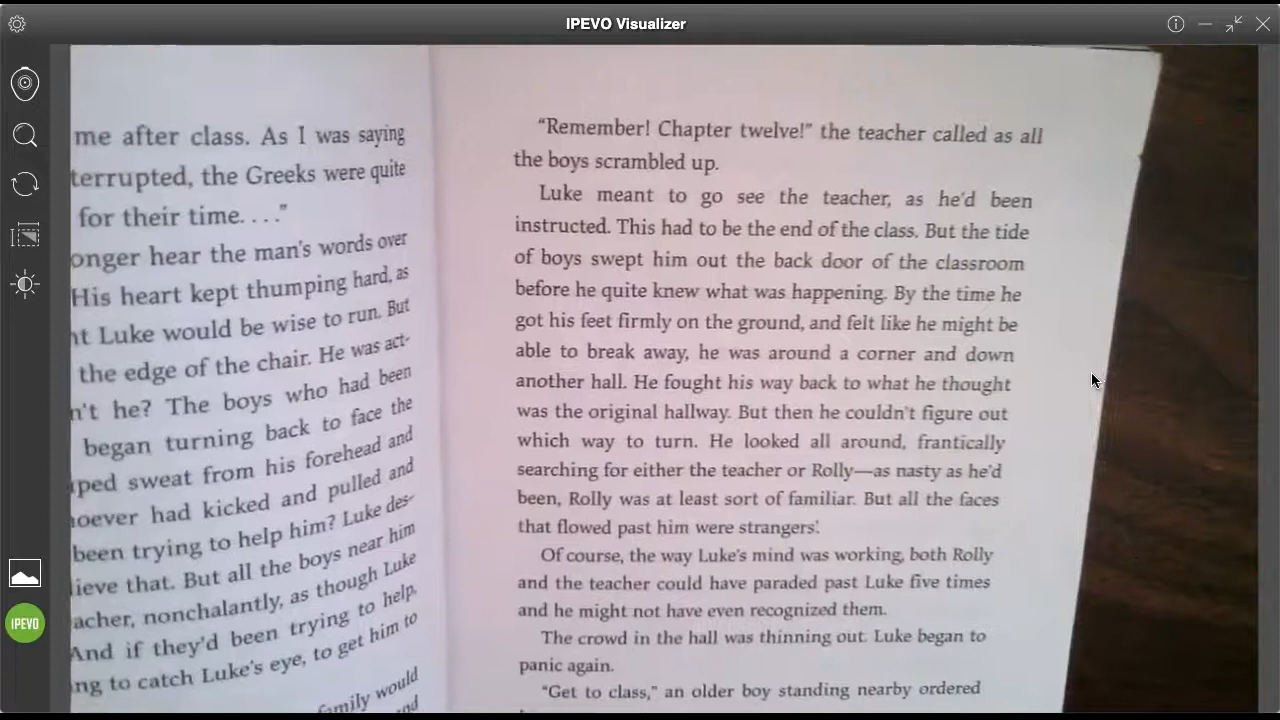 IPEVO Visualizer
me after class. As I was saying
terrupted, the Greeks were quite
for their time. . . ."
onger hear the man's words over
His heart kept thumping hard, as
nt Luke would be wise to run. But
the edge of the chair. He was act-
n't he? The boys who had been
began turning back to face the
ped sweat from his forehead and
hoever had kicked and pulled and
been trying to help him? Luke des-
lieve that. But all the boys near him
acher, nonchalantly, as though Luke
And if they'd been trying to help,
ng to catch Luke's eye, to get him to
family would
"Remember! Chapter twelve!" the teacher called as all
the boys scrambled up.
Luke meant to go see the teacher, as he'd been
instructed. This had to be the end of the class. But the tide
of boys swept him out the back door of the classroom
before he quite knew what was happening. By the time he
got his feet firmly on the ground, and felt like he might be
able to break away, he was around a corner and down
another hall. He fought his way back to what he thought
was the original hallway. But then he couldn't figure out
which way to turn. He looked all around, frantically
searching for either the teacher or Rolly—as nasty as he'd
been, Rolly was at least sort of familiar. But all the faces
that flowed past him were strangers'.
Of course, the way Luke's mind was working, both Rolly
and the teacher could have paraded past Luke five times
and he might not have even recognized them.
The crowd in the hall was thinning out. Luke began to
panic again.
"Get to class," an older boy standing nearby ordered
IPEVO